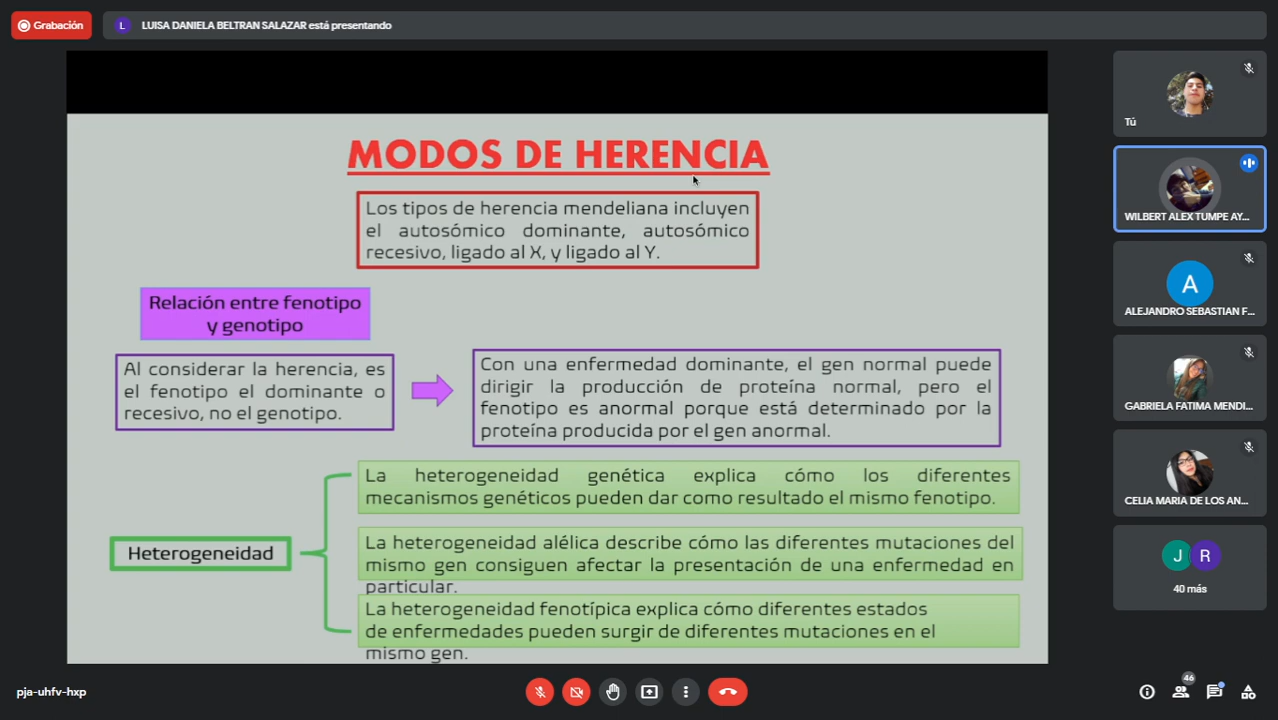 Grabación
L
LUISA DANIELA BELTRAN SALAZAR está presentando
MODOS DE HERENCIA
Los tipos de herencia mendeliana incluyen
el autosómico dominante, autosómico
recesivo, ligado al X, y ligado al Y.
Relación entre fenotipo
y genotipo
Al considerar la herencia, es
el fenotipo el dominante o
recesivo, no el genotipo.
Con una enfermedad dominante, el gen normal puede
dirigir la producción de proteína normal, pero el
fenotipo es anormal porque está determinado por la
proteína producida por el gen anormal.
Heterogeneidad
La heterogeneidad genética explica cómo los diferentes
mecanismos genéticos pueden dar como resultado el mismo fenotipo.
La heterogeneidad alélica describe cómo las diferentes mutaciones del
mismo gen consiguen afectar la presentación de una enfermedad en
particular.
La heterogeneidad fenotípica explica cómo diferentes estados
de enfermedades pueden surgir de diferentes mutaciones en el
mismo gen.
Tú
WILBERT ALEX TUMPE AY...
A
ALEJANDRO SEBASTIAN F...
GABRIELA FATIMA MENDI...
CELIA MARIA DE LOS AN...
J R
40 más
pja-uhfv-hxp
46